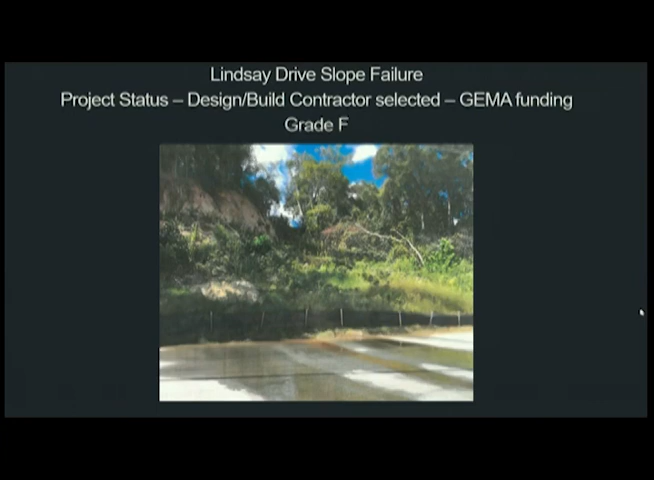 Lindsay Drive Slope Failure
Project Status – Design/Build Contractor selected – GEMA funding
Grade F